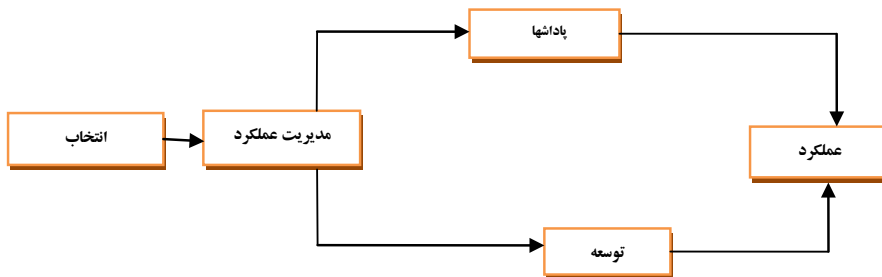 پاداشها
انتخاب
مدیریت عملکرد
عملکرد
توسعه